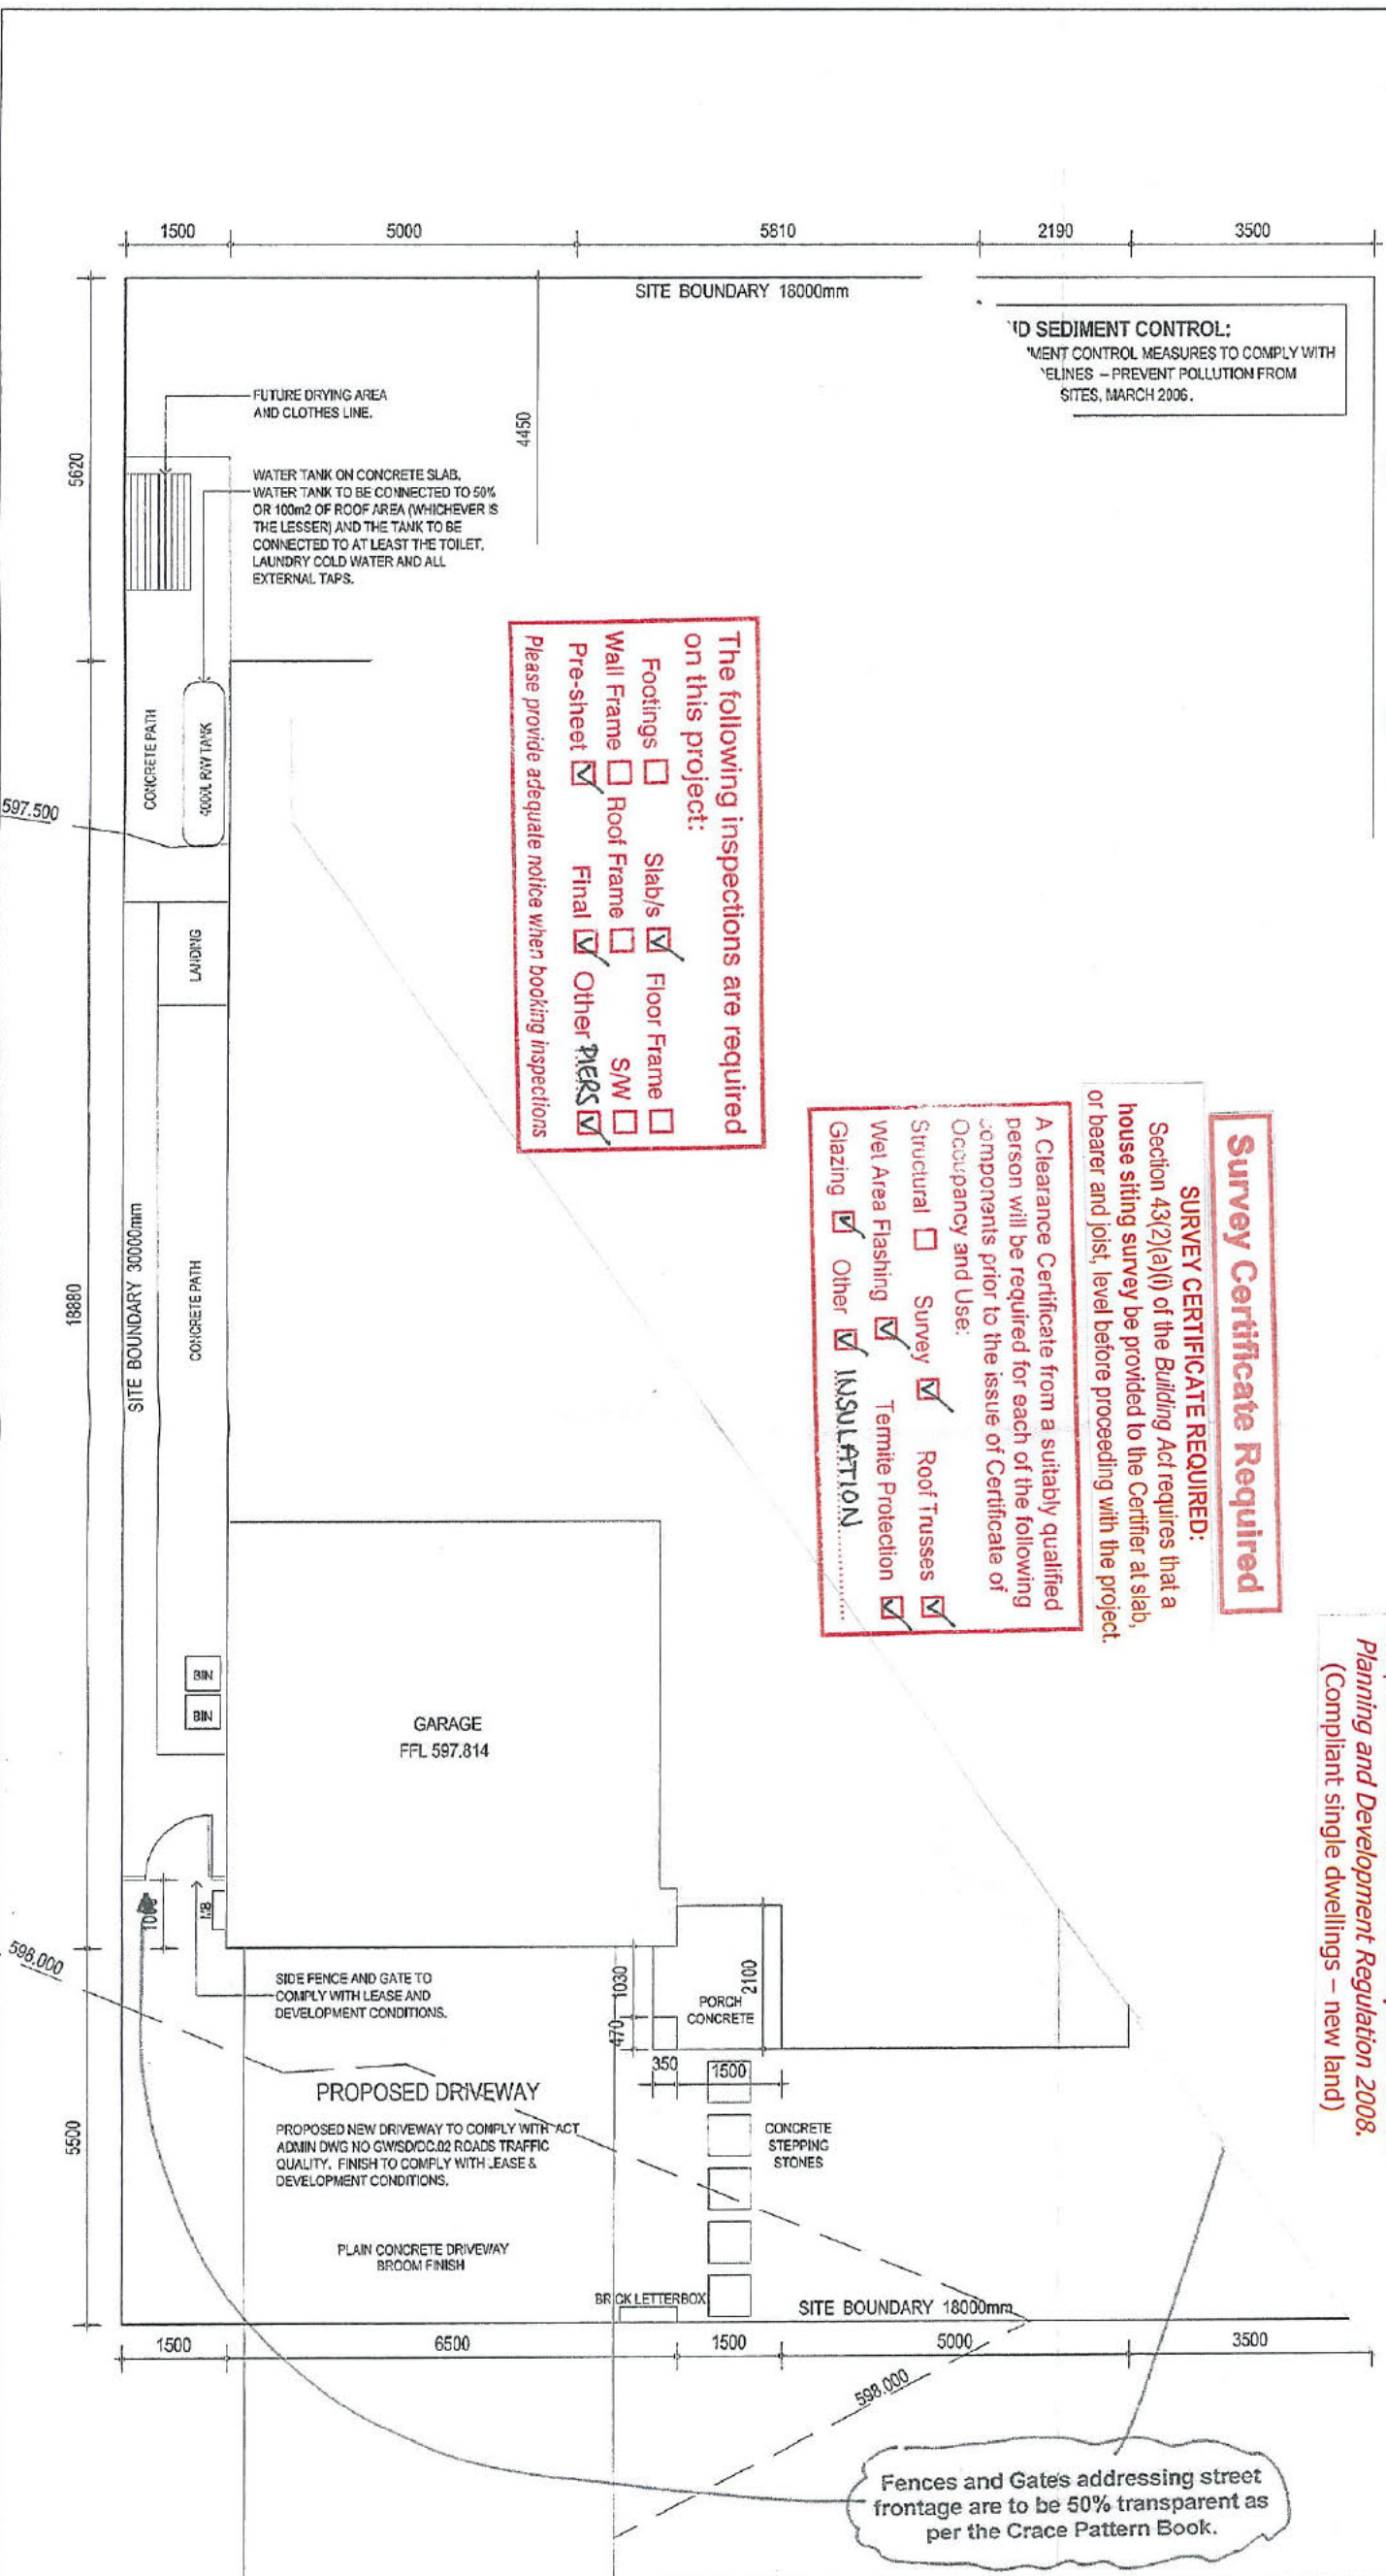 1500
5000
5810
2190
3500
SITE BOUNDARY 18000mm
D SEDIMENT CONTROL:
MENT CONTROL MEASURES TO COMPLY WITH
ELINES – PREVENT POLLUTION FROM
SITES, MARCH 2006.
FUTURE DRYING AREA
AND CLOTHES LINE.
4450
5620
WATER TANK ON CONCRETE SLAB.
WATER TANK TO BE CONNECTED TO 50%
OR 100m2 OF ROOF AREA (WHICHEVER IS
THE LESSER) AND THE TANK TO BE
CONNECTED TO AT LEAST THE TOILET,
LAUNDRY COLD WATER AND ALL
EXTERNAL TAPS.
CONCRETE PATH
4000L RW TANK
597.500
LANDING
The following inspections are required
on this project:
Footings ☐ Slab/s ☑ Floor Frame ☐
Wall Frame ☐ Roof Frame ☐ S/W ☐
Pre-sheet ☑ Final ☑ Other PIERS ☑
Please provide adequate notice when booking inspections
Survey Certificate Required
SURVEY CERTIFICATE REQUIRED:
Section 43(2)(a)(i) of the Building Act requires that a
house siting survey be provided to the Certifier at slab,
or bearer and joist, level before proceeding with the project.
A Clearance Certificate from a suitably qualified
person will be required for each of the following
components prior to the issue of Certificate of
Occupancy and Use:
Structural ☐ Survey ☑ Roof Trusses ☑
Wet Area Flashing ☑ Termite Protection ☑
Glazing ☑ Other ☑ INSULATION
Planning and Development Regulation 2008.
(Compliant single dwellings – new land)
SITE BOUNDARY 30000mm
18880
CONCRETE PATH
BIN
BIN
GARAGE
FFL 597.814
1000
MB
598.000
SIDE FENCE AND GATE TO
COMPLY WITH LEASE AND
DEVELOPMENT CONDITIONS.
1030
470
2100
PORCH
CONCRETE
350
1500
PROPOSED DRIVEWAY
PROPOSED NEW DRIVEWAY TO COMPLY WITH ACT
ADMIN DWG NO GW/SD/DC.02 ROADS TRAFFIC
QUALITY. FINISH TO COMPLY WITH LEASE &
DEVELOPMENT CONDITIONS.
CONCRETE
STEPPING
STONES
5500
PLAIN CONCRETE DRIVEWAY
BROOM FINISH
BRICK LETTERBOX
SITE BOUNDARY 18000mm
1500
6500
1500
5000
3500
598.000
Fences and Gates addressing street
frontage are to be 50% transparent as
per the Crace Pattern Book.